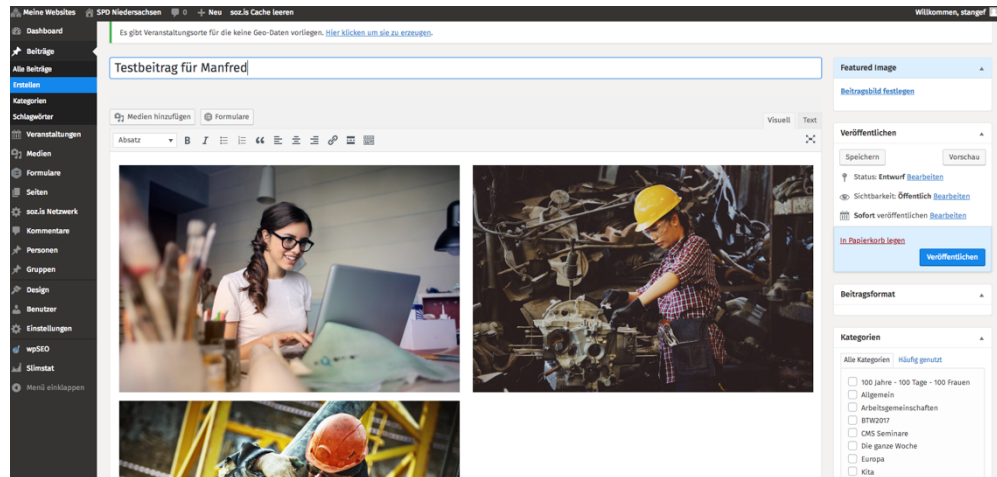 Meine Websites SPD Niedersachsen 0 Neu soz.is Cache leeren Willkommen, stangef
Dashboard
Beiträge
Alle Beiträge
Erstellen
Kategorien
Schlagwörter
Veranstaltungen
Medien
Formulare
Seiten
soz.is Netzwerk
Kommentare
Personen
Gruppen
Design
Benutzer
Einstellungen
wpSEO
Slimstat
Menü einklappen
Es gibt Veranstaltungsorte für die keine Geo-Daten vorliegen. Hier klicken um sie zu erzeugen.
Testbeitrag für Manfred
Medien hinzufügen Formulare
Visuell Text
Absatz B I
Featured Image
Beitragsbild festlegen
Veröffentlichen
Speichern Vorschau
Status: Entwurf Bearbeiten
Sichtbarkeit: Öffentlich Bearbeiten
Sofort veröffentlichen Bearbeiten
In Papierkorb legen
Veröffentlichen
Beitragsformat
Kategorien
Alle Kategorien Häufig genutzt
100 Jahre - 100 Tage - 100 Frauen
Allgemein
Arbeitsgemeinschaften
BTW2017
CMS Seminare
Die ganze Woche
Europa
Kita